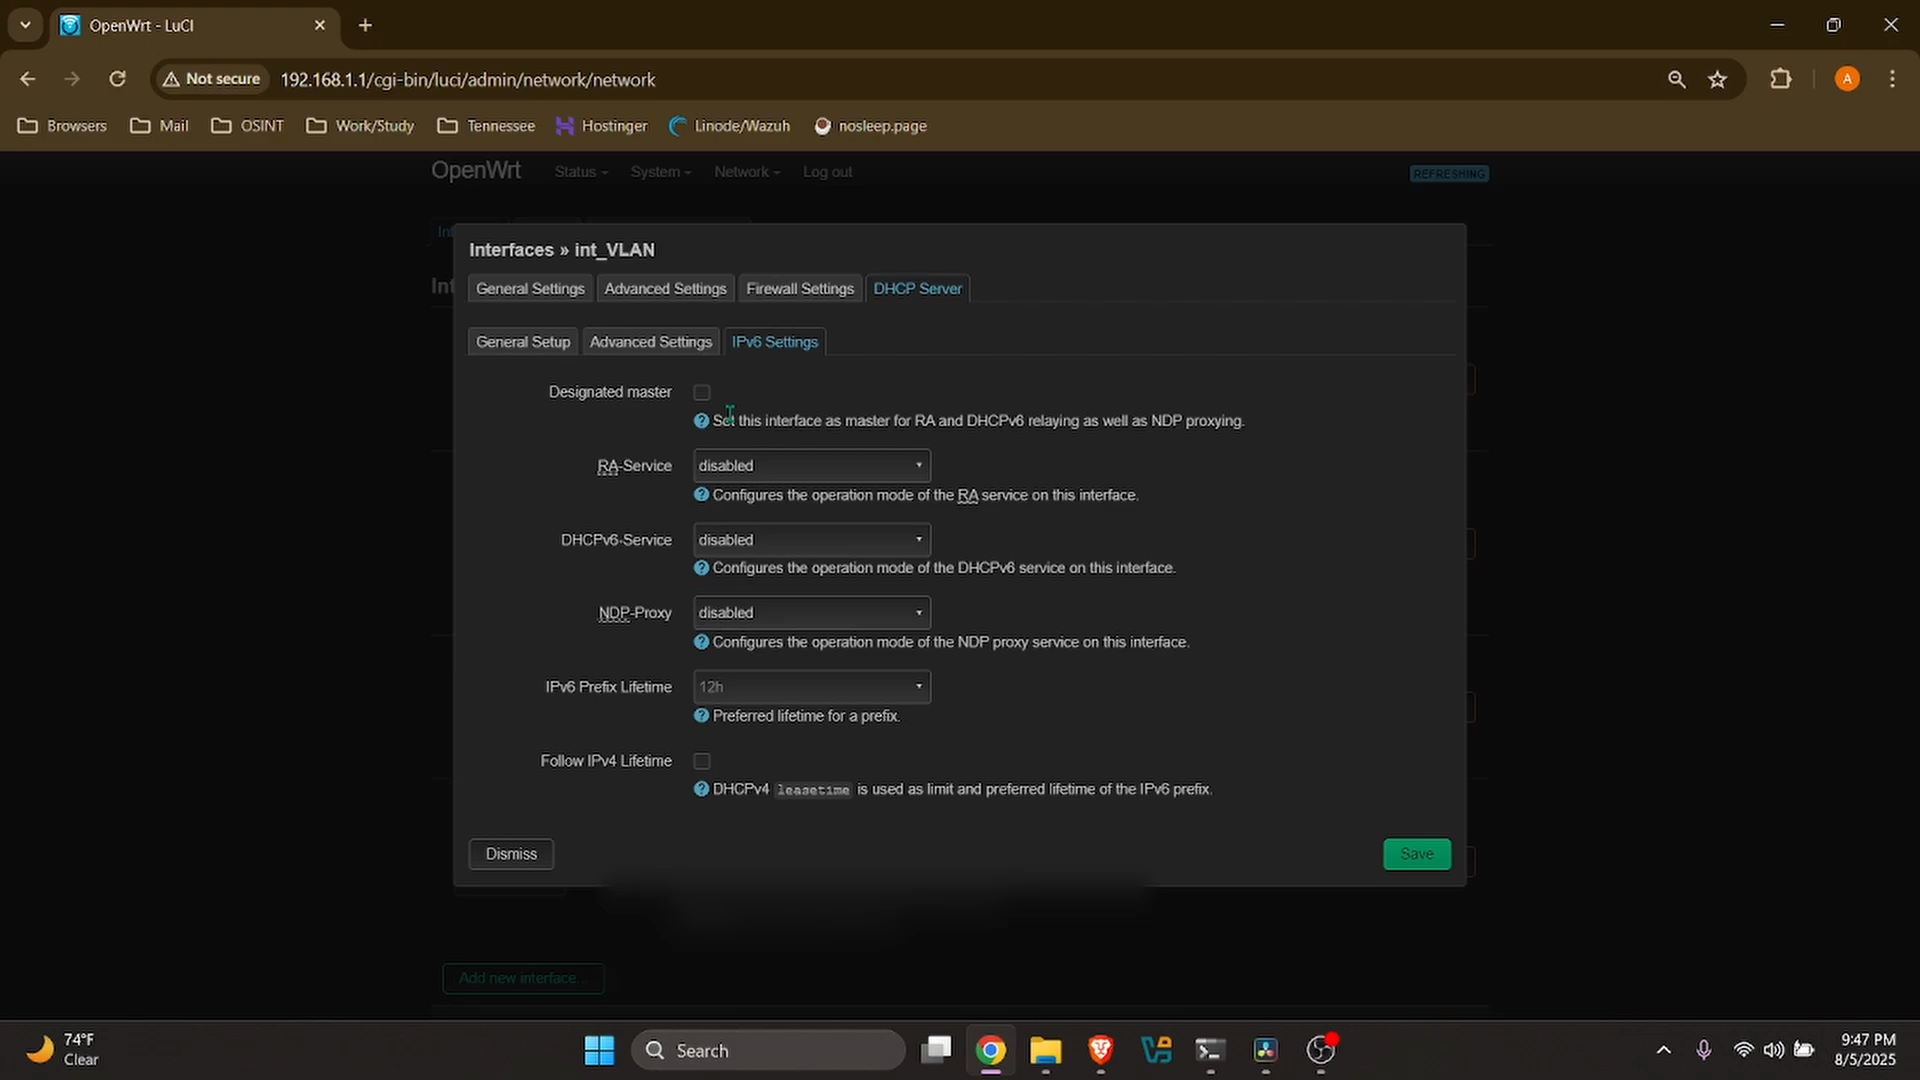 OpenWrt - LuCI
Not secure
192.168.1.1/cgi-bin/luci/admin/network/network
A
Browsers
Mail
OSINT
Work/Study
Tennessee
Hostinger
Linode/Wazuh
nosleep.page
OpenWrt
Status
System
Network
Log out
REFRESHING
Int
Interfaces » int_VLAN
Int
General Settings
Advanced Settings
Firewall Settings
DHCP Server
General Setup
Advanced Settings
IPv6 Settings
Designated master
Set this interface as master for RA and DHCPv6 relaying as well as NDP proxying.
RA-Service
disabled
Configures the operation mode of the RA service on this interface.
DHCPv6-Service
disabled
Configures the operation mode of the DHCPv6 service on this interface.
NDP-Proxy
disabled
Configures the operation mode of the NDP proxy service on this interface.
IPv6 Prefix Lifetime
12h
Preferred lifetime for a prefix.
Follow IPv4 Lifetime
DHCPv4 leasetime is used as limit and preferred lifetime of the IPv6 prefix.
Dismiss
Save
Add new interface...
74°F
Clear
Search
9:47 PM
8/5/2025